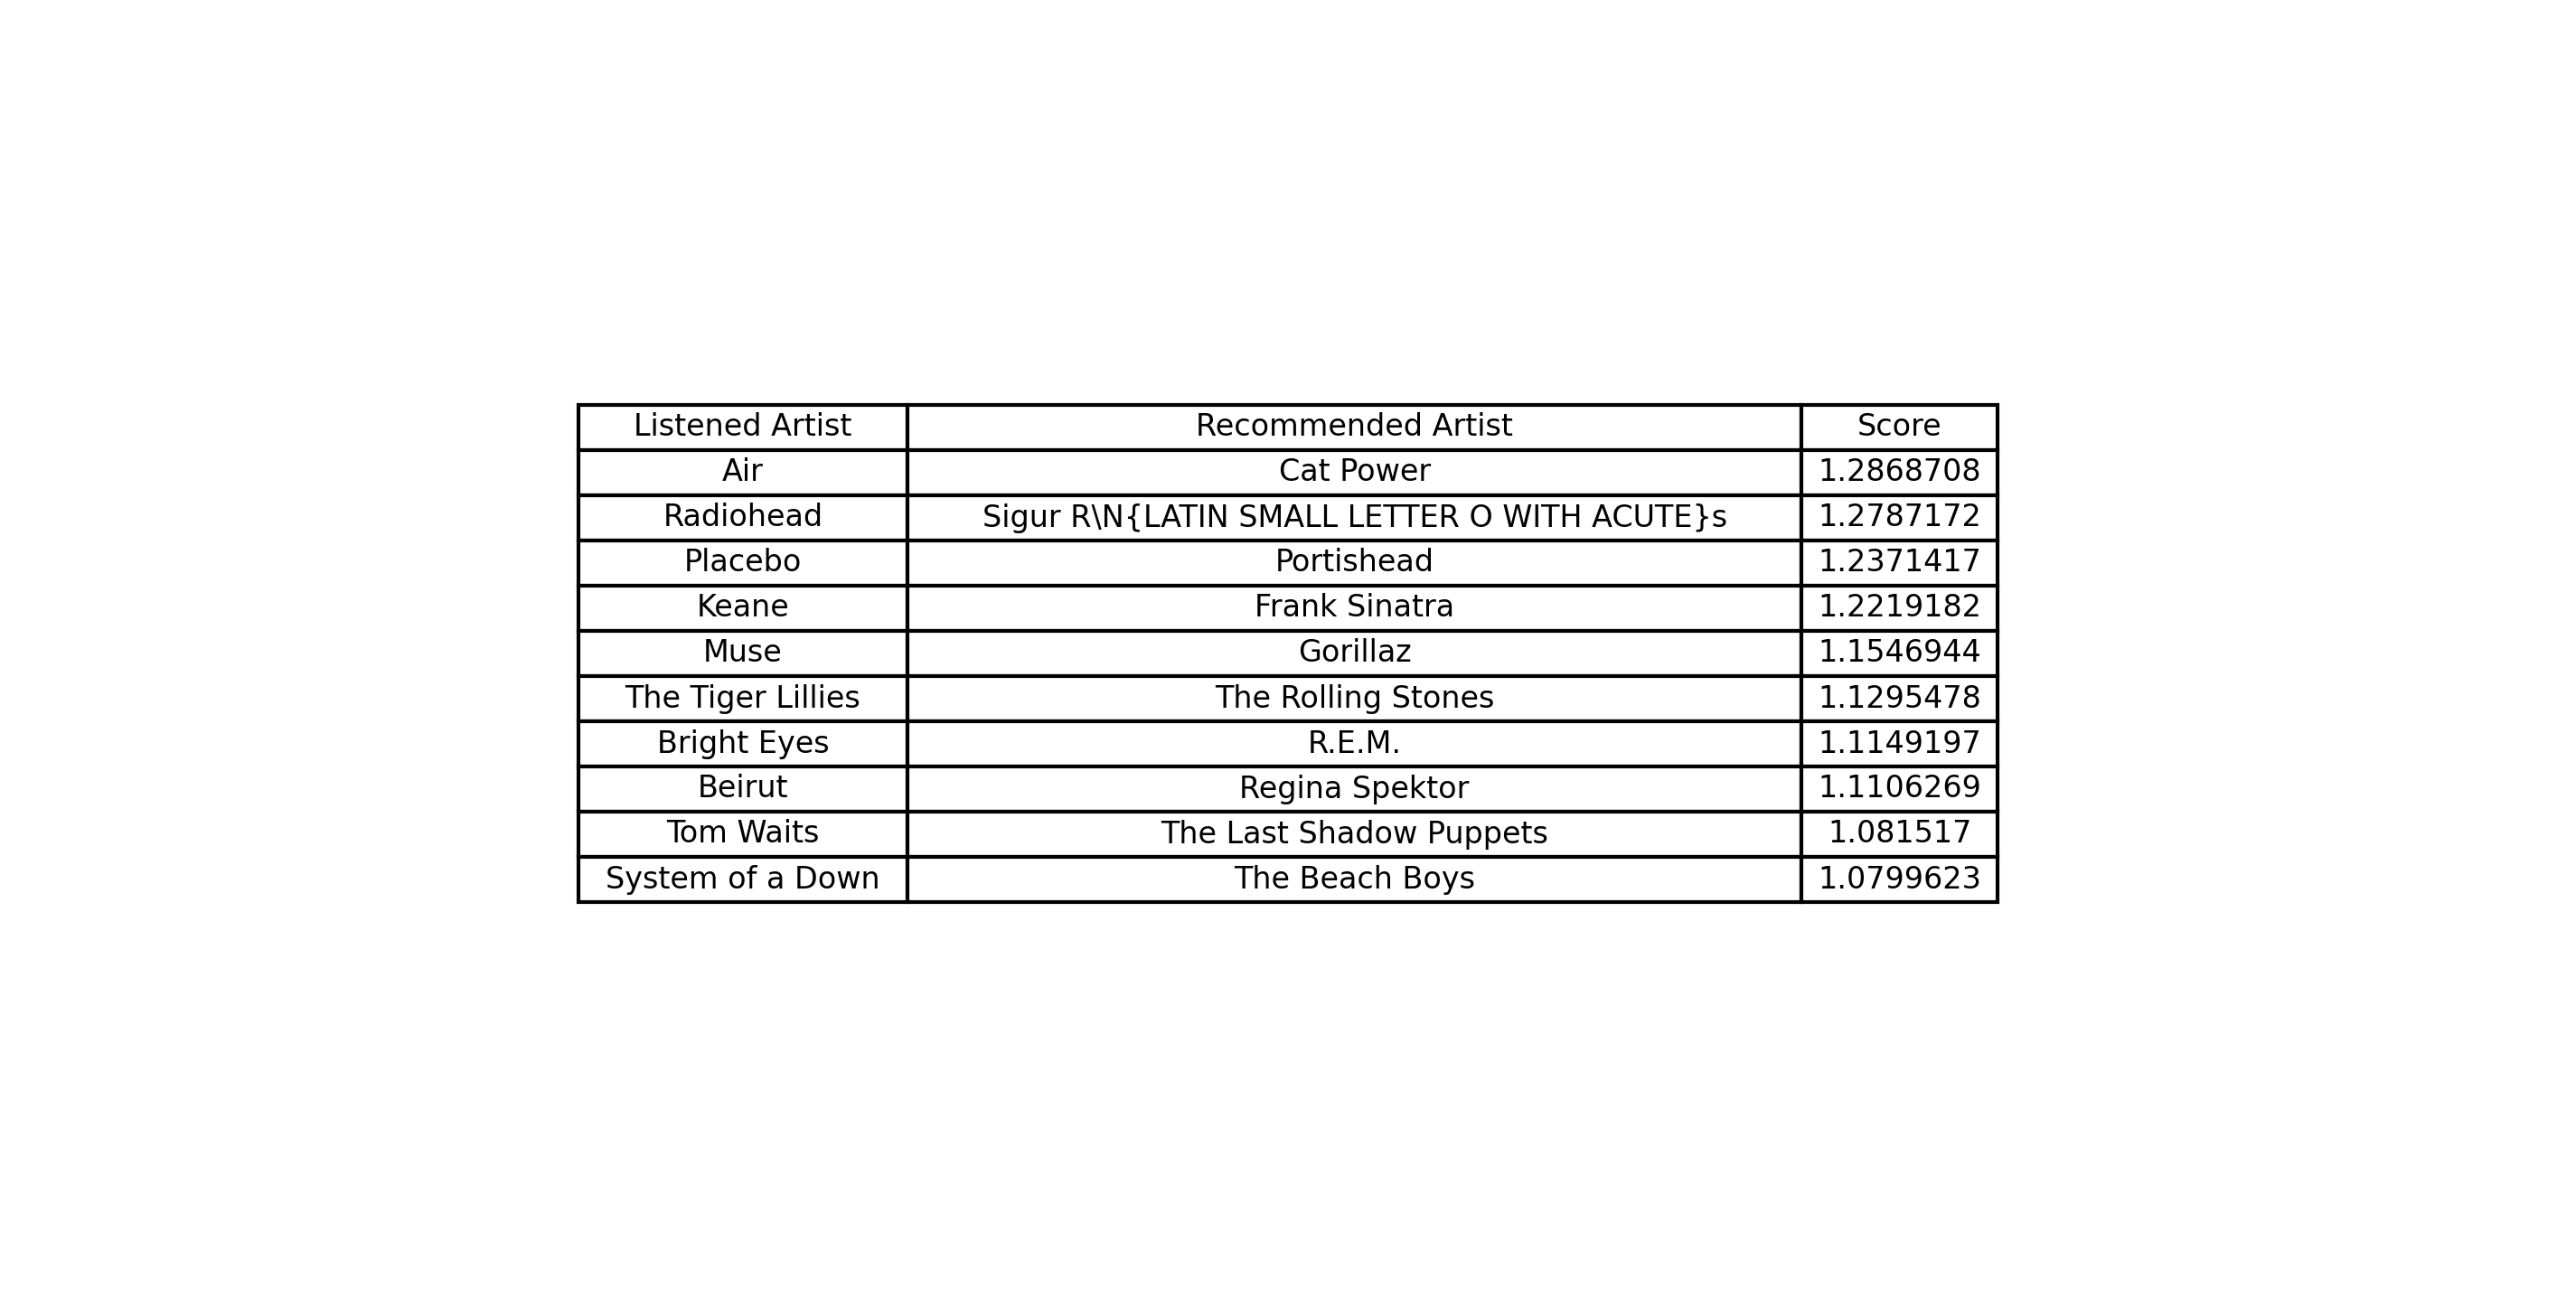 Listened Artist Recommended Artist Score
Air Cat Power 1.2868708
Radiohead Sigur R\N{LATIN SMALL LETTER O WITH ACUTE}s 1.2787172
Placebo Portishead 1.2371417
Keane Frank Sinatra 1.2219182
Muse Gorillaz 1.1546944
The Tiger Lillies The Rolling Stones 1.1295478
Bright Eyes R.E.M. 1.1149197
Beirut Regina Spektor 1.1106269
Tom Waits The Last Shadow Puppets 1.081517
System of a Down The Beach Boys 1.0799623